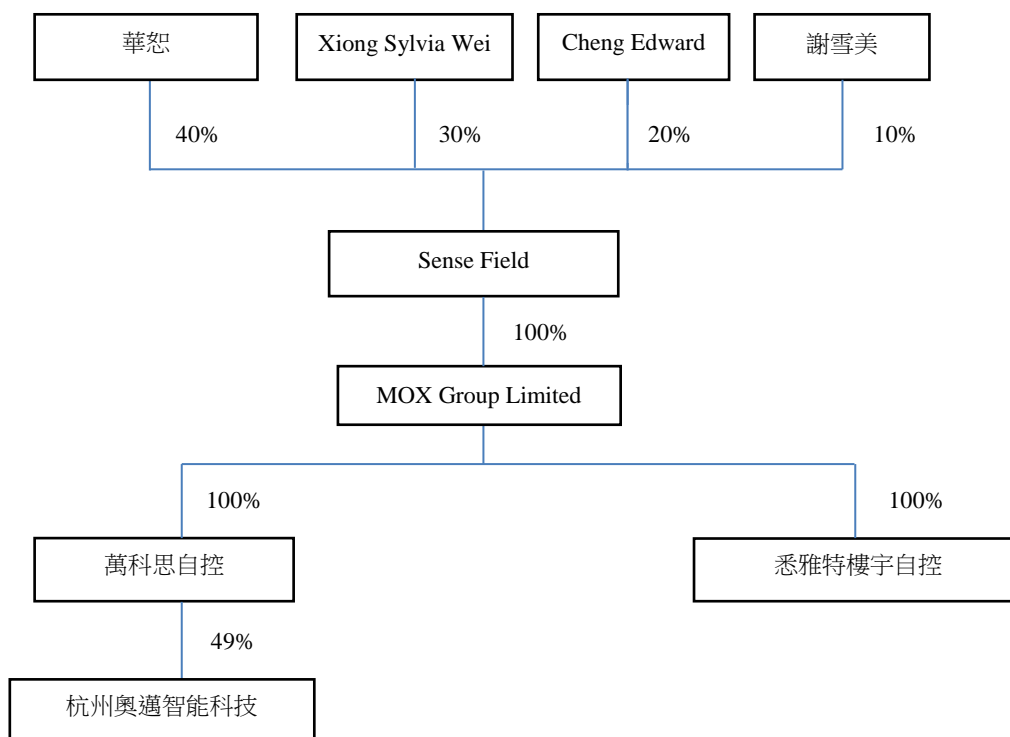 華恕
Xiong Sylvia Wei
Cheng Edward
謝雪美
40%
30%
20%
10%
Sense Field
100%
MOX Group Limited
100%
100%
萬科思自控
悉雅特樓宇自控
49%
杭州奧邁智能科技